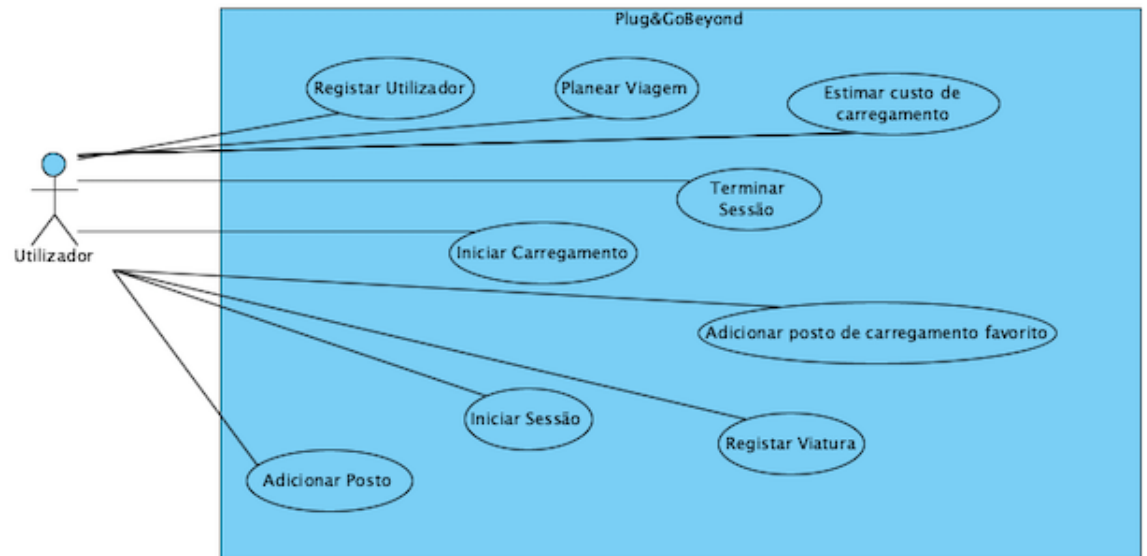 Plug&GoBeyond
Registar Utilizador
Planear Viagem
Estimar custo de
carregamento
Terminar
Sessão
Utilizador
Iniciar Carregamento
Adicionar posto de carregamento favorito
Iniciar Sessão
Registar Viatura
Adicionar Posto